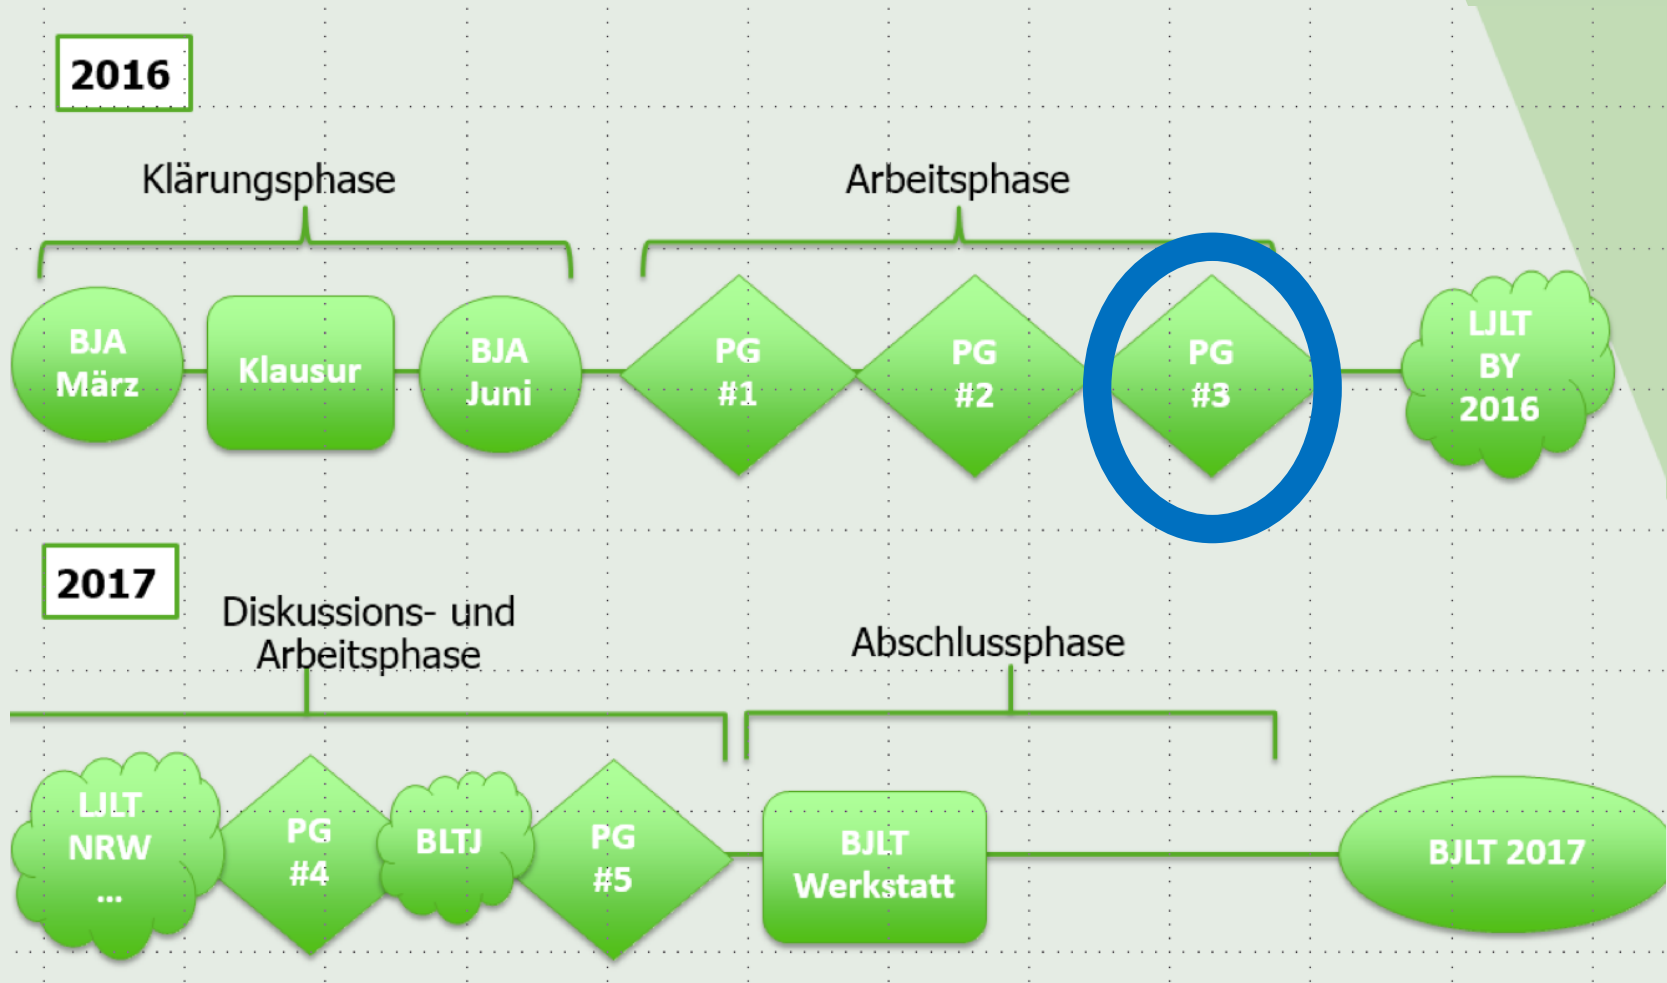 2016
Klärungsphase
Arbeitsphase
BJA
März
Klausur
BJA
Juni
PG
#1
PG
#2
PG
#3
LJLT
BY
2016
2017
Diskussions- und
Arbeitsphase
Abschlussphase
LJLT
NRW
...
PG
#4
BLTJ
PG
#5
BJLT
Werkstatt
BJLT 2017